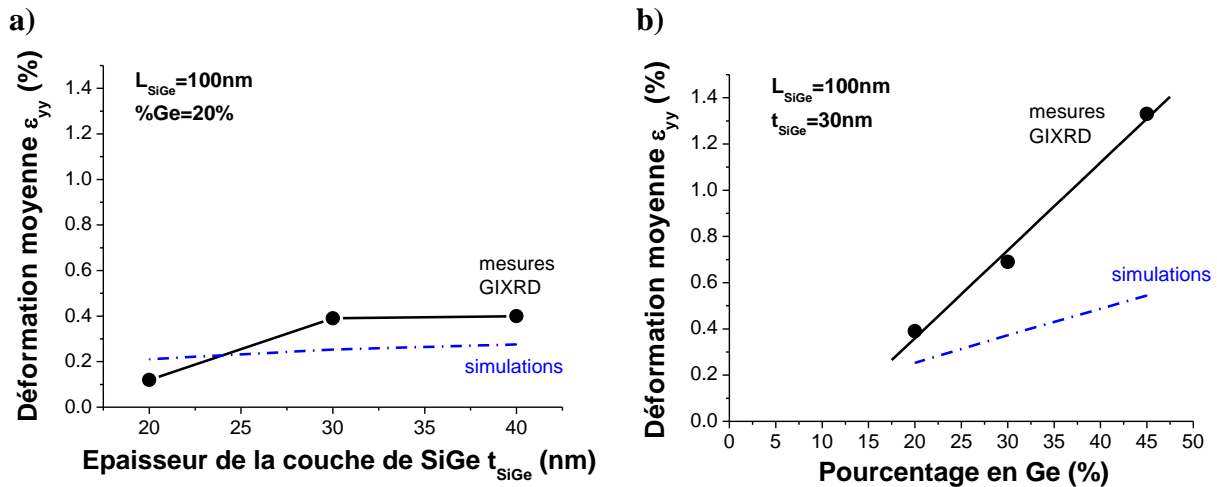 a)
Déformation moyenne ε_yy (%)
1.4
1.2
1.0
0.8
0.6
0.4
0.2
0.0
L_SiGe=100nm
%Ge=20%
mesures
GIXRD
simulations
20 25 30 35 40
Epaisseur de la couche de SiGe t_SiGe (nm)
b)
Déformation moyenne ε_yy (%)
1.4
1.2
1.0
0.8
0.6
0.4
0.2
0.0
L_SiGe=100nm
t_SiGe=30nm
mesures
GIXRD
simulations
0 5 10 15 20 25 30 35 40 45 50
Pourcentage en Ge (%)